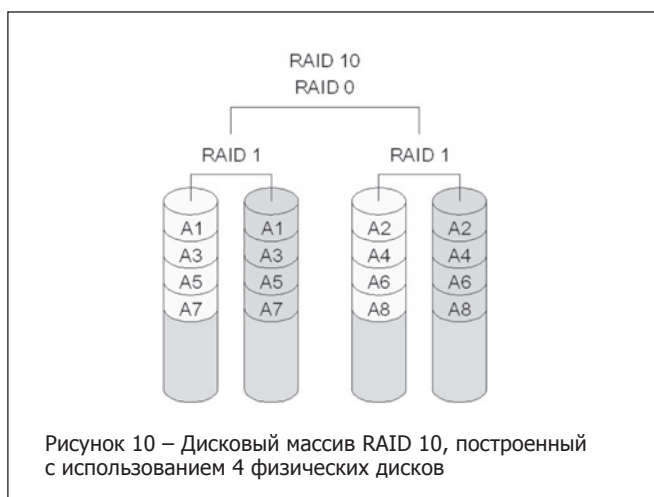 RAID 10
RAID 0
RAID 1 RAID 1
A1 A1 A2 A2
A3 A3 A4 A4
A5 A5 A6 A6
A7 A7 A8 A8
Рисунок 10 – Дисковый массив RAID 10, построенный
с использованием 4 физических дисков